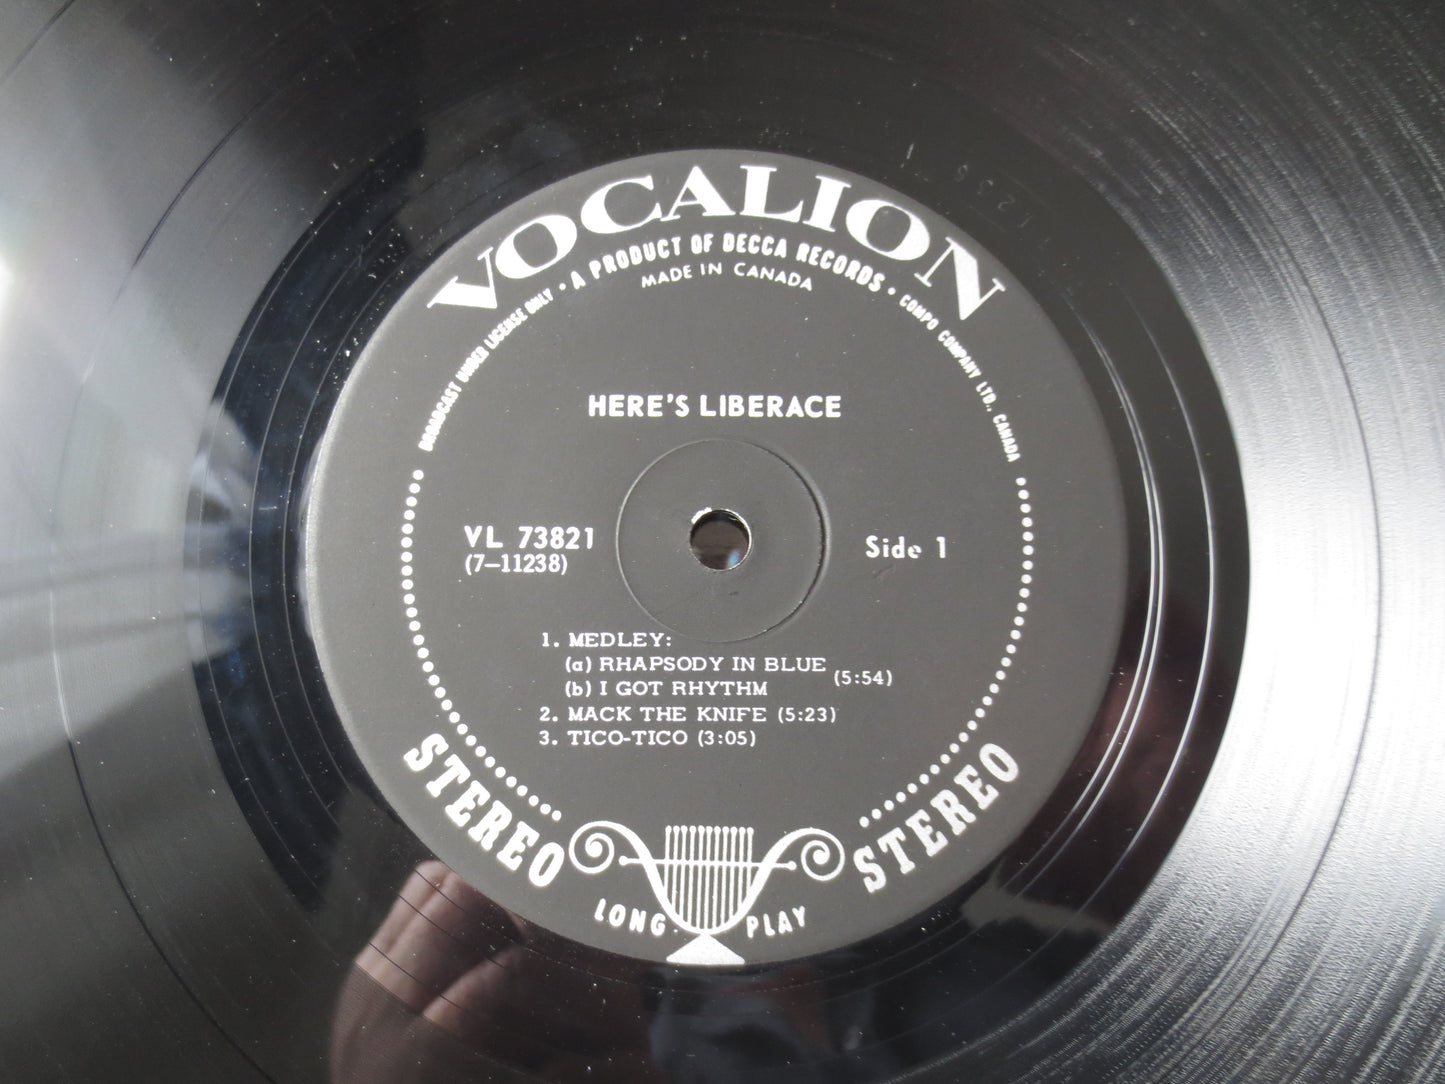 VOCALION
BROADCAST UNDER LICENSE ONLY • A PRODUCT OF DECCA RECORDS • COMPO COMPANY LTD., CANADA
MADE IN CANADA
HERE'S LIBERACE
VL 73821
(7-11238)
Side 1
1. MEDLEY:
(a) RHAPSODY IN BLUE
(b) I GOT RHYTHM
(5:54)
2. MACK THE KNIFE (5:23)
3. TICO-TICO (3:05)
STEREO
STEREO
LONG PLAY